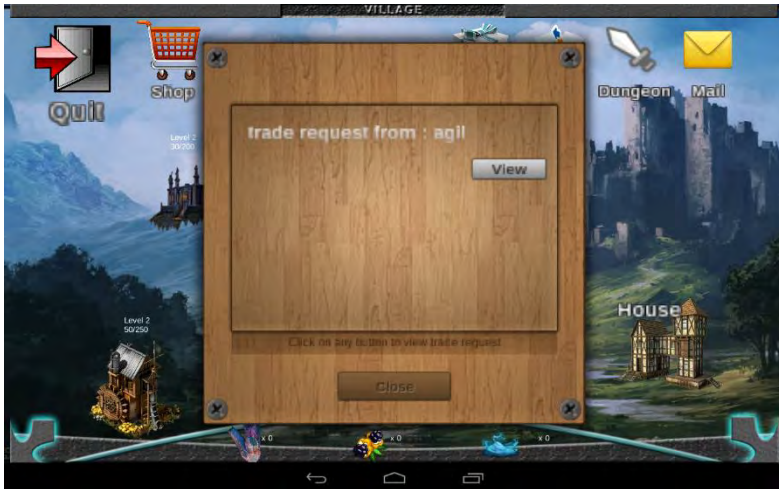 VILLAGE
Quit
Shop
Dungeon
Mail
trade request from : agil
View
Level 2
30/700
Level 2
50/250
House
Click on any button to view trade request
Close
x 0
x 0
x 0